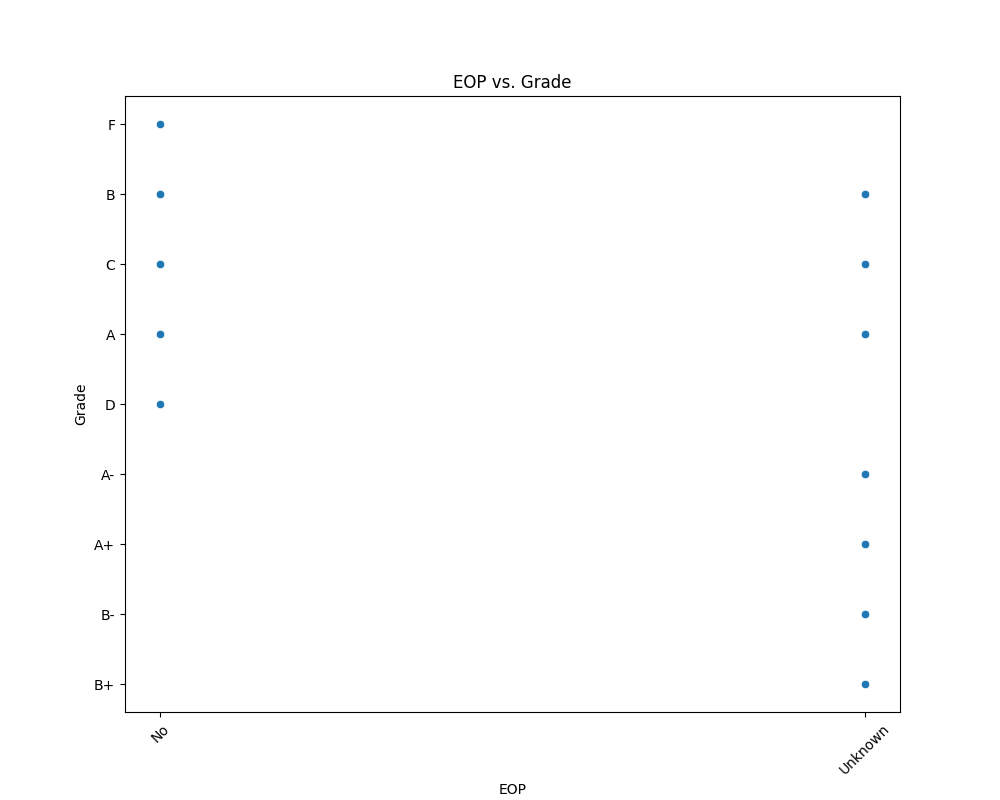 EOP vs. Grade
F
B
C
A
Grade
D
A-
A+
B-
B+
No
Unknown
EOP